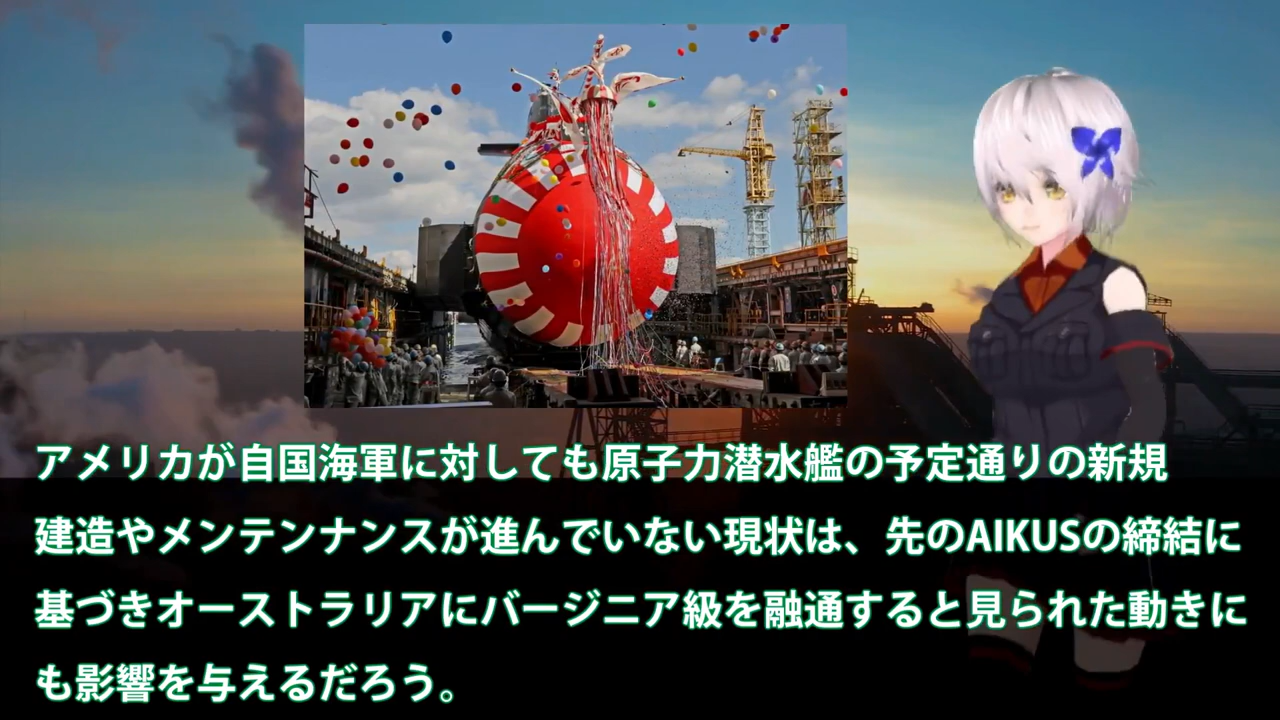 アメリカが自国海軍に対しても原子力潜水艦の予定通りの新規
建造やメンテンナンスが進んでいない現状は、先のAIKUSの締結に
基づきオーストラリアにバージニア級を融通すると見られた動きに
も影響を与えるだろう。